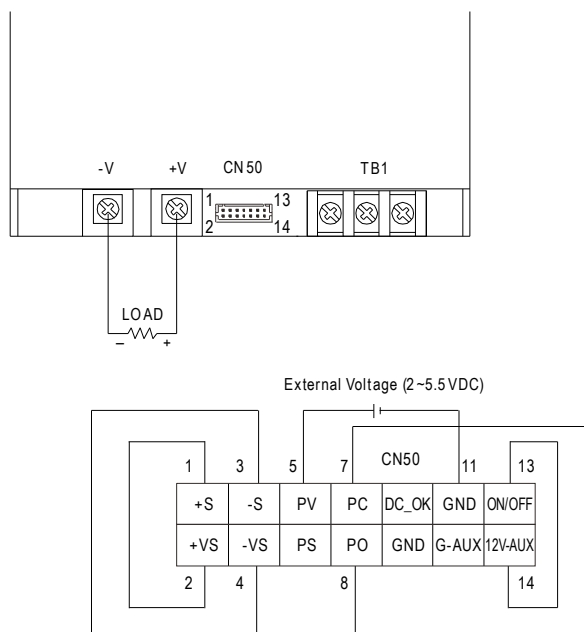 -V +V CN50 TB1
1 13
2 14
LOAD
– +
External Voltage (2~5.5VDC)
1 3 5 7 CN50 11 13
+S -S PV PC DC_OK GND ON/OFF
+VS -VS PS PO GND G-AUX 12V-AUX
2 4 8 14